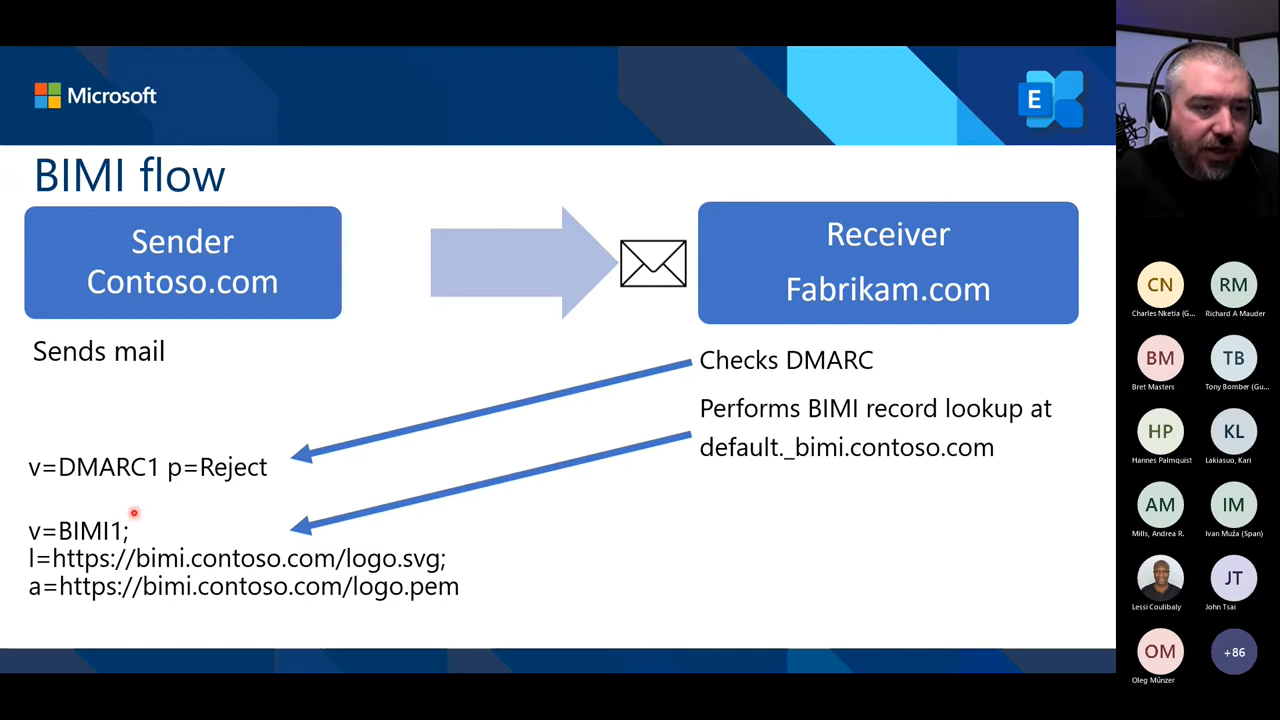 Microsoft
E
BIMI flow
Sender
Contoso.com
Receiver
Fabrikam.com
Sends mail
Checks DMARC
Performs BIMI record lookup at
default._bimi.contoso.com
v=DMARC1 p=Reject
v=BIMI1;
l=https://bimi.contoso.com/logo.svg;
a=https://bimi.contoso.com/logo.pem
CN
Charles Nketia (G...
RM
Richard A Mauder
BM
Bret Masters
TB
Tony Bomber (Gu...
HP
Hannes Palmquist
KL
Lakiasuo, Kari
AM
Mills, Andrea R.
IM
Ivan Muža (Span)
Lessi Coulibaly
JT
John Tsai
OM
Oleg Münzer
+86